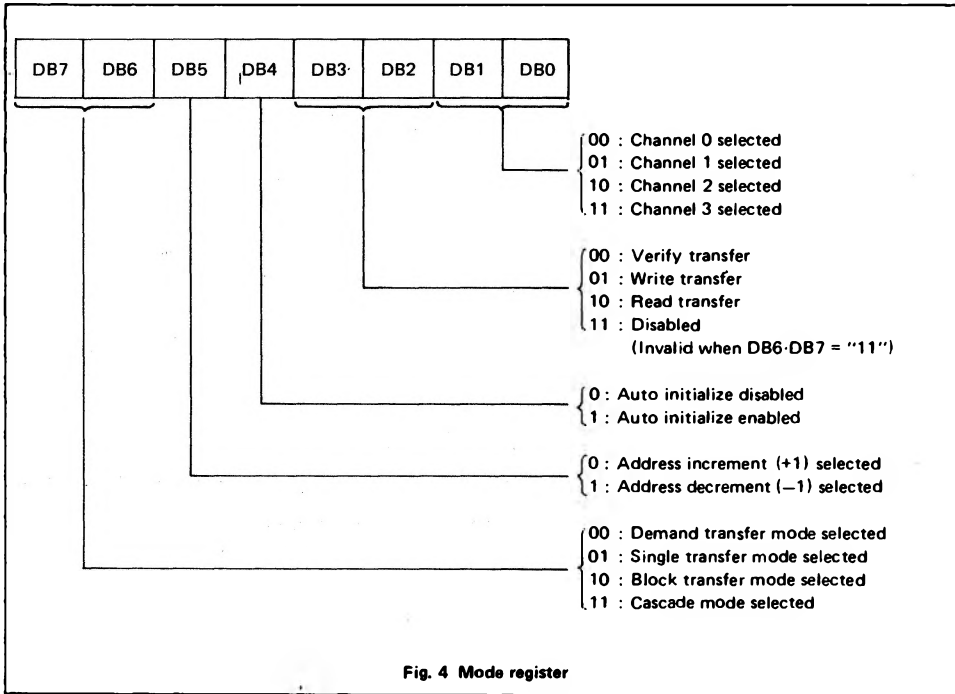 DB7 DB6 DB5 DB4 DB3 DB2 DB1 DB0
00 : Channel 0 selected
01 : Channel 1 selected
10 : Channel 2 selected
11 : Channel 3 selected
00 : Verify transfer
01 : Write transfer
10 : Read transfer
11 : Disabled
(Invalid when DB6·DB7 = "11")
0 : Auto initialize disabled
1 : Auto initialize enabled
0 : Address increment (+1) selected
1 : Address decrement (−1) selected
00 : Demand transfer mode selected
01 : Single transfer mode selected
10 : Block transfer mode selected
11 : Cascade mode selected
Fig. 4 Mode register